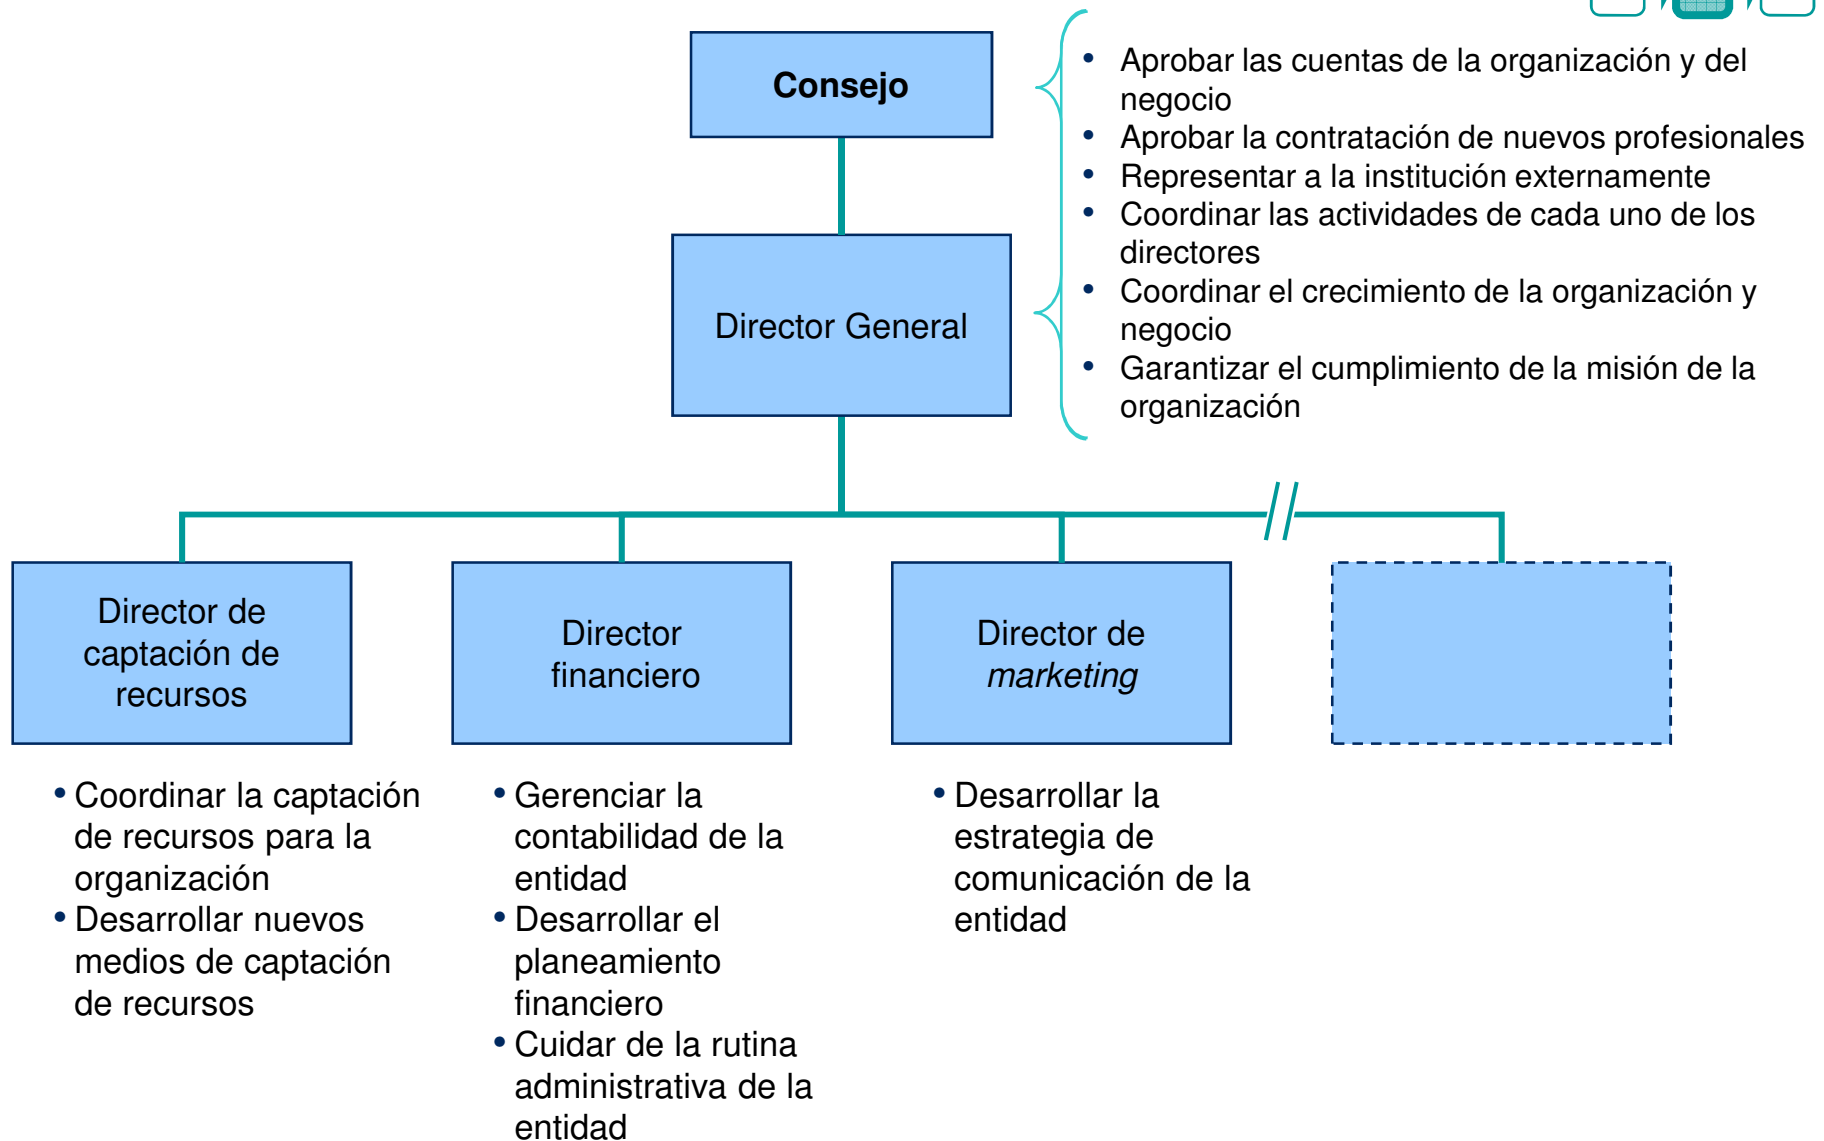 Consejo
• Aprobar las cuentas de la organización y del
negocio
• Aprobar la contratación de nuevos profesionales
• Representar a la institución externamente
• Coordinar las actividades de cada uno de los
directores
• Coordinar el crecimiento de la organización y
negocio
• Garantizar el cumplimiento de la misión de la
organización
Director General
Director de
captación de
recursos
Director
financiero
Director de
marketing
• Coordinar la captación
de recursos para la
organización
• Desarrollar nuevos
medios de captación
de recursos
• Gerenciar la
contabilidad de la
entidad
• Desarrollar el
planeamiento
financiero
• Cuidar de la rutina
administrativa de la
entidad
• Desarrollar la
estrategia de
comunicación de la
entidad